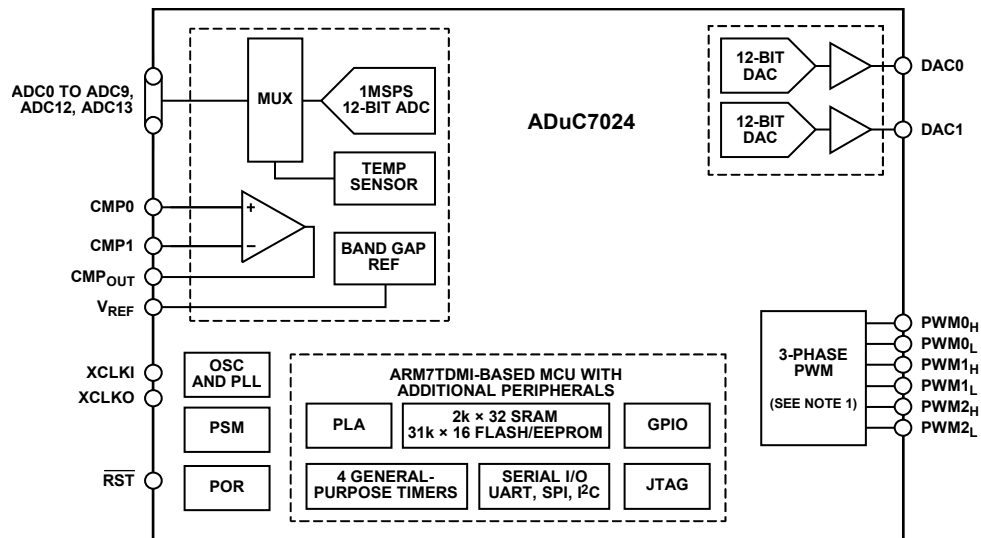 ADC0 TO ADC9,
ADC12, ADC13
MUX
1MSPS
12-BIT ADC
TEMP
SENSOR
CMP0
+
CMP1
−
CMPOUT
VREF
BAND GAP
REF
ADuC7024
12-BIT
DAC
DAC0
12-BIT
DAC
DAC1
XCLKI
XCLKO
OSC
AND PLL
PSM
RST
POR
ARM7TDMI-BASED MCU WITH
ADDITIONAL PERIPHERALS
PLA
2k × 32 SRAM
31k × 16 FLASH/EEPROM
GPIO
4 GENERAL-
PURPOSE TIMERS
SERIAL I/O
UART, SPI, I2C
JTAG
3-PHASE
PWM
(SEE NOTE 1)
PWM0H
PWM0L
PWM1H
PWM1L
PWM2H
PWM2L